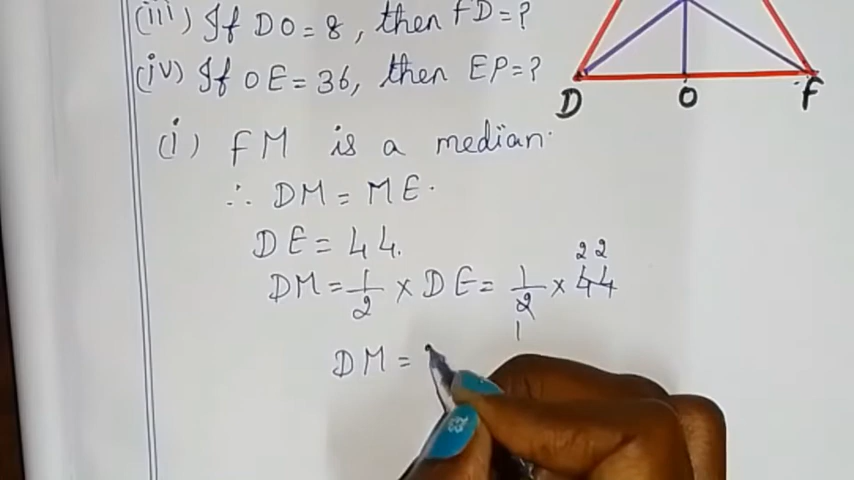 (iii) If DO = 8, then FD = ?
(iv) If OE = 36, then EP = ?
D O F
(i) FM is a median.
∴ DM = ME.
DE = 44.
DM = 1/2 × DE = 1/2 × 44
22
1
DM =